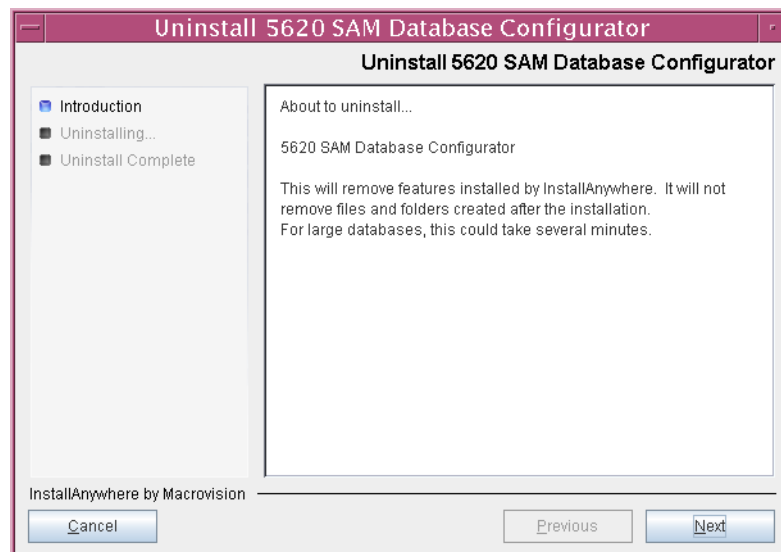 Uninstall 5620 SAM Database Configurator
Uninstall 5620 SAM Database Configurator
Introduction
Uninstalling...
Uninstall Complete
About to uninstall...
5620 SAM Database Configurator
This will remove features installed by InstallAnywhere. It will not
remove files and folders created after the installation.
For large databases, this could take several minutes.
InstallAnywhere by Macrovision
Cancel
Previous
Next